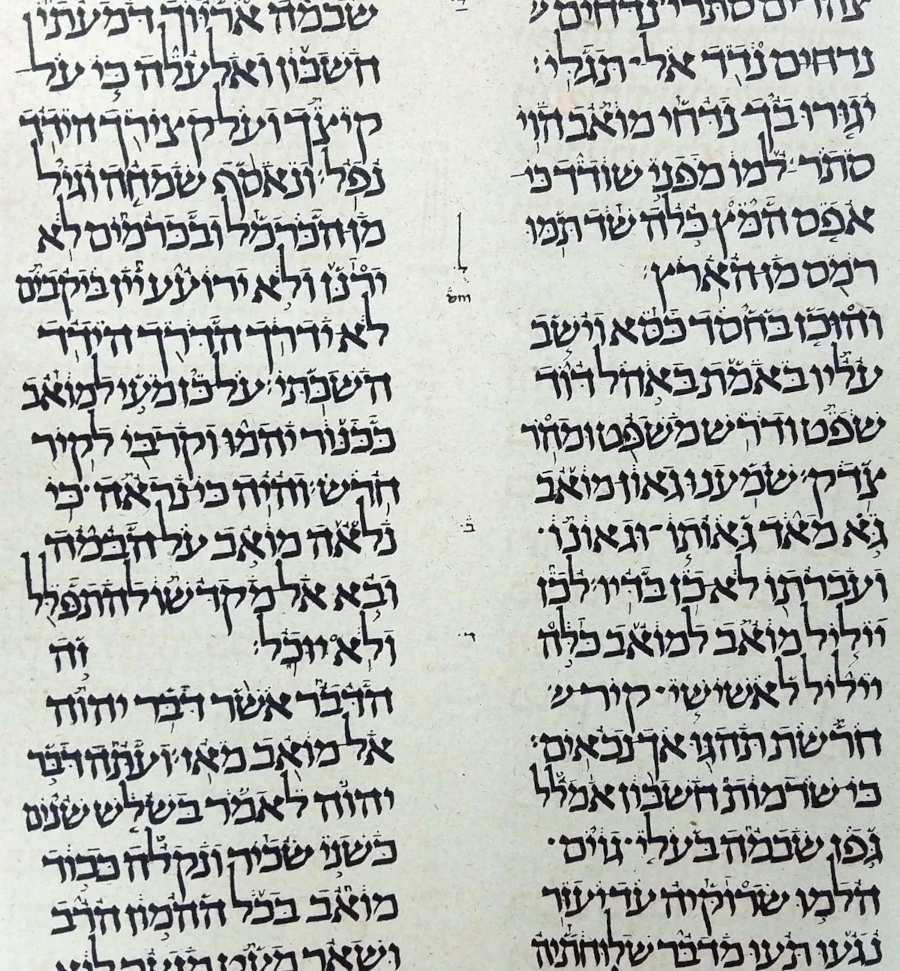 צהרים סתרי נדחים
נדחים נדד אל תגלי:
יגורו בך נדחי מואב הוי
סתר למו מפני שודד כי
אפס המץ כלה שד תמו
רמס מן הארץ:
והוכן בחסד כסא וישב
עליו באמת באהל דוד
שפט ודרש משפט ומהר
צדק: שמענו גאון מואב
גא מאד גאותו וגאונו
ועברתו לא כן בדיו: לכן
ייליל מואב למואב כלה
ייליל לאשישי קיר
חרשת תהגו אך נכאים:
כי שדמות חשבון אמלל
גפן שבמה בעלי גוים
הלמו שרוקיה עד יעזר
נגעו תעו מדבר שלוחתיה
שבמה אריוך דמעתי
חשבון ואלעלה כי על
קיצך ועל קצירך הידד
נפל: ונאסף שמחה וגיל
מן הכרמל ובכרמים לא
ירנן ולא ירועע יין ביקבים
לא ידרך הדרך הידד
השבתי: על כן מעי למואב
ככנור יהמו וקרבי לקיר
חרש: והיה כי נראה כי
נלאה מואב על הבמה
ובא אל מקדשו להתפלל
ולא יוכל: זה
הדבר אשר דבר יהוה
אל מואב מאז: ועתה דבר
יהוה לאמר בשלש שנים
כשני שכיר ונקלה כבוד
מואב בכל ההמון הרב
ושאר מעט מזער לוא